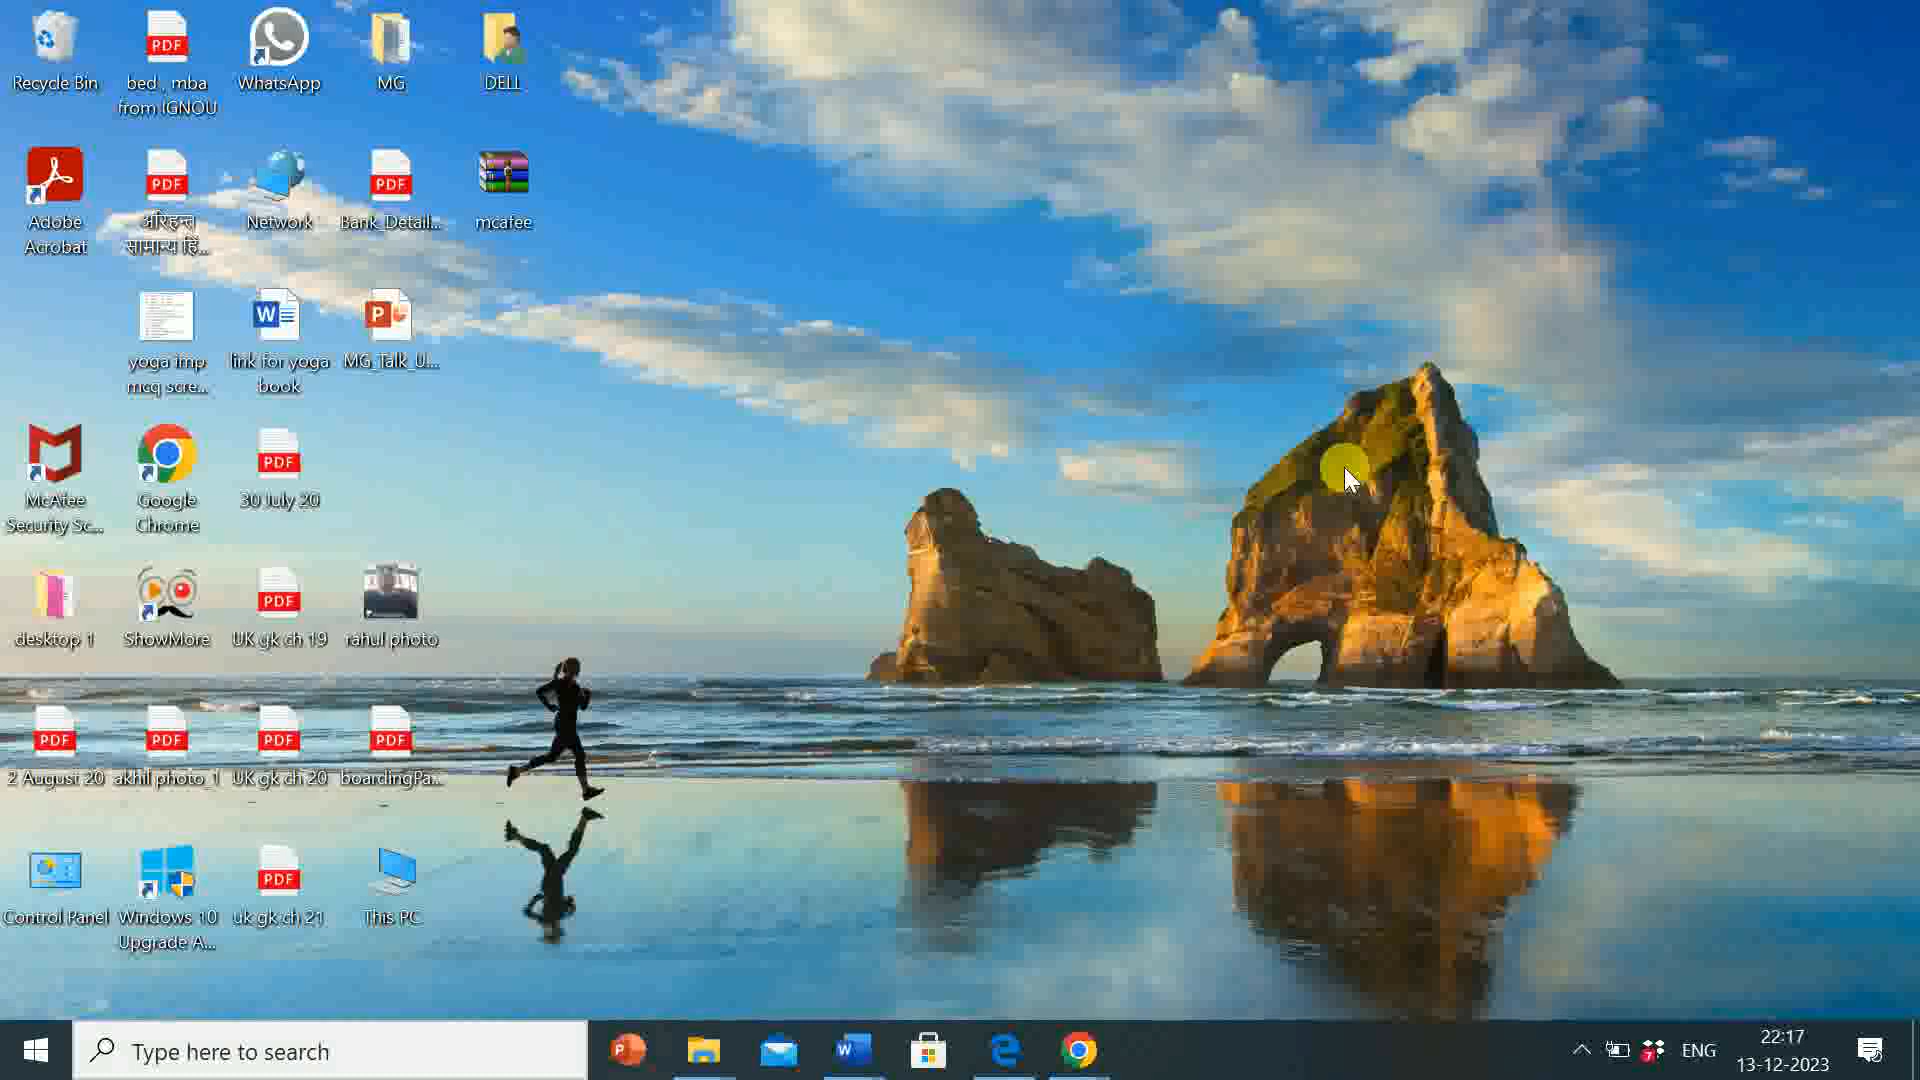 Recycle Bin
bed , mba
from IGNOU
WhatsApp
MG
DELL
Adobe
Acrobat
अरिहन्त
सामान्य हिं...
Network
Bank_Detail...
mcafee
yoga imp
mcq scre...
link for yoga
book
MG_Talk_U...
McAfee
Security Sc...
Google
Chrome
30 July 20
desktop 1
ShowMore
UK gk ch 19
rahul photo
2 August 20
akhil photo_1
UK gk ch 20
boardingPa...
Control Panel
Windows 10
Upgrade A...
uk gk ch 21
This PC
Type here to search
ENG
22:17
13-12-2023